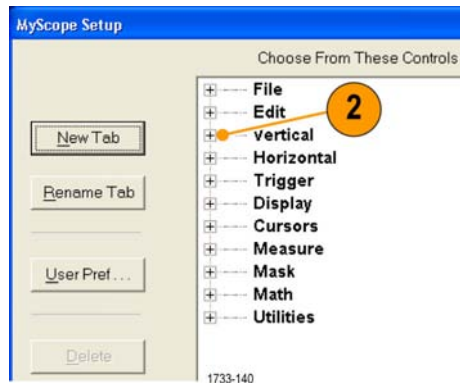 MyScope Setup
Choose From These Controls
File
Edit
2
vertical
New Tab
Horizontal
Trigger
Rename Tab
Display
Cursors
Measure
User Pref . . .
Mask
Math
Utilities
Delete
1733-140